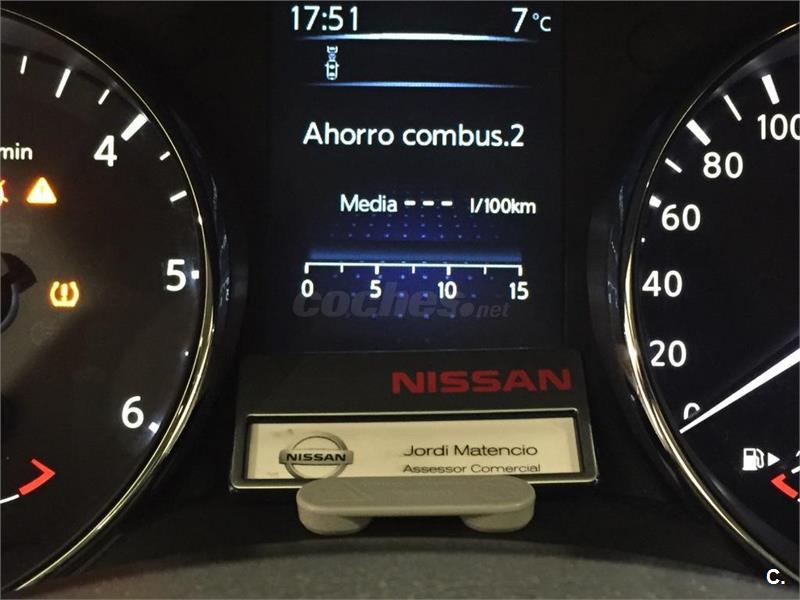 17:51 7 °C
Ahorro combus.2
Media --- l/100km
0 5 10 15
coches.net
min
4
5
6
100
80
60
40
20
0
NISSAN
NISSAN
Jordi Matencio
Assessor Comercial
C.